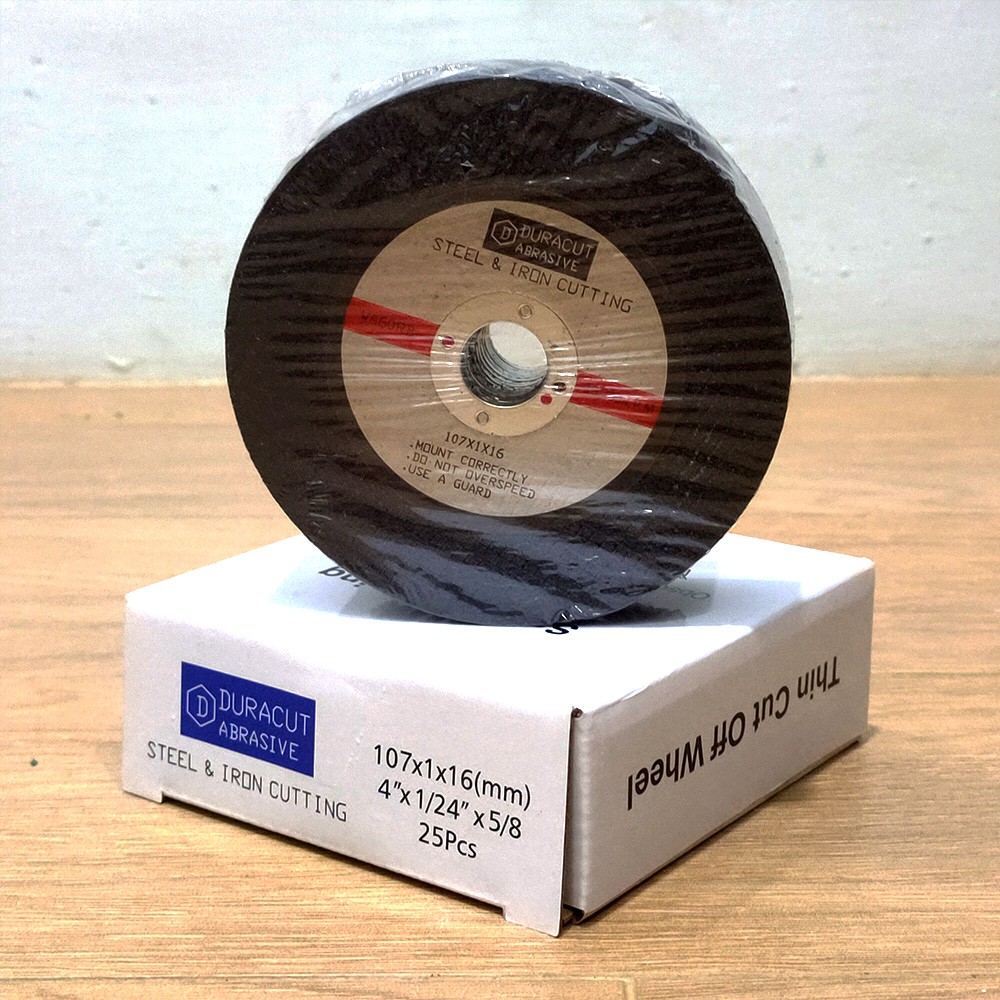 DURACUT
ABRASIVE
STEEL & IRON CUTTING
107X1X16
.MOUNT CORRECTLY
.DO NOT OVERSPEED
.USE A GUARD
DURACUT
ABRASIVE
STEEL & IRON CUTTING
107x1x16(mm)
4"x1/24"x5/8
25Pcs
Thin Cut Off Wheel